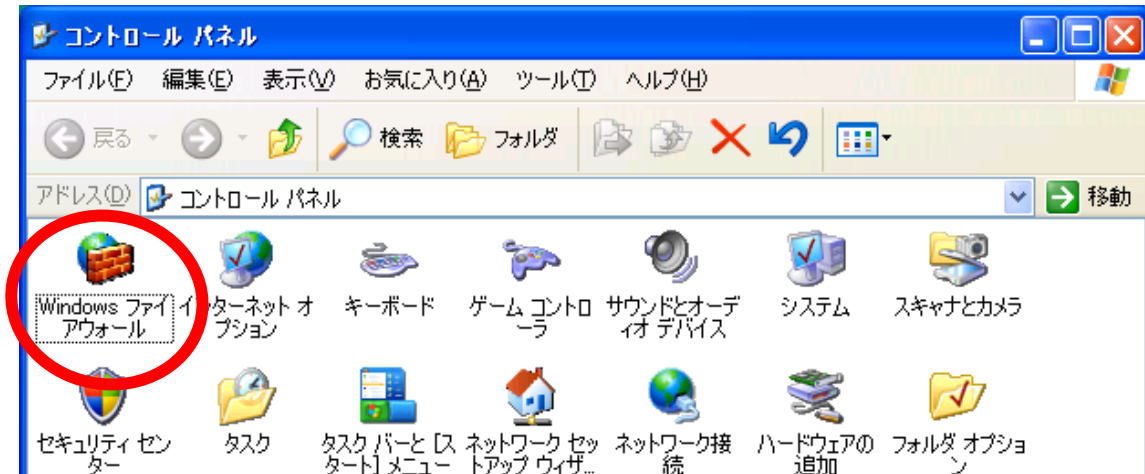 コントロール パネル
ファイル(F) 編集(E) 表示(V) お気に入り(A) ツール(T) ヘルプ(H)
戻る 検索 フォルダ
アドレス(D) コントロール パネル 移動
Windows ファイ インターネット オ キーボード ゲーム コントロ サウンドとオーデ システム スキャナとカメラ
アウォール プション ーラ ィオ デバイス
セキュリティ セン タスク タスク バーと [ス ネットワーク セッ ネットワーク接 ハードウェアの フォルダ オプショ
ター タート] メニュー トアップ ウィザ... 続 追加 ン